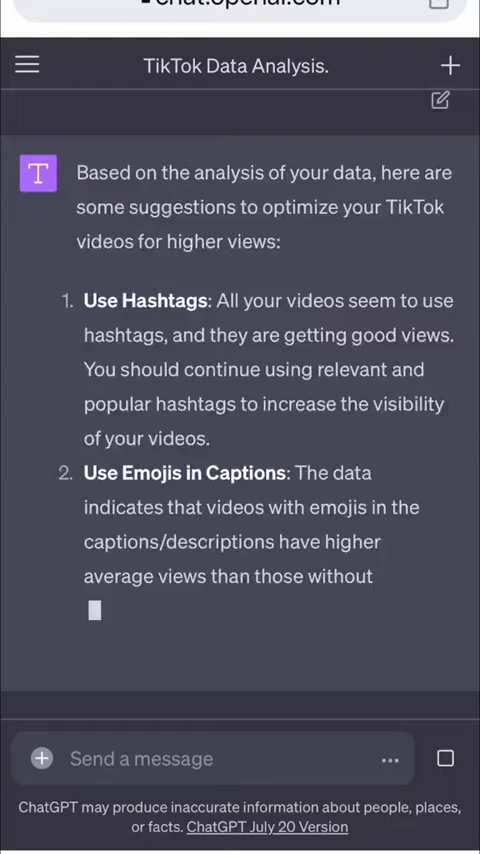 chat.openai.com
TikTok Data Analysis.
T
Based on the analysis of your data, here are
some suggestions to optimize your TikTok
videos for higher views:
1. Use Hashtags: All your videos seem to use
hashtags, and they are getting good views.
You should continue using relevant and
popular hashtags to increase the visibility
of your videos.
2. Use Emojis in Captions: The data
indicates that videos with emojis in the
captions/descriptions have higher
average views than those without
Send a message
ChatGPT may produce inaccurate information about people, places,
or facts. ChatGPT July 20 Version